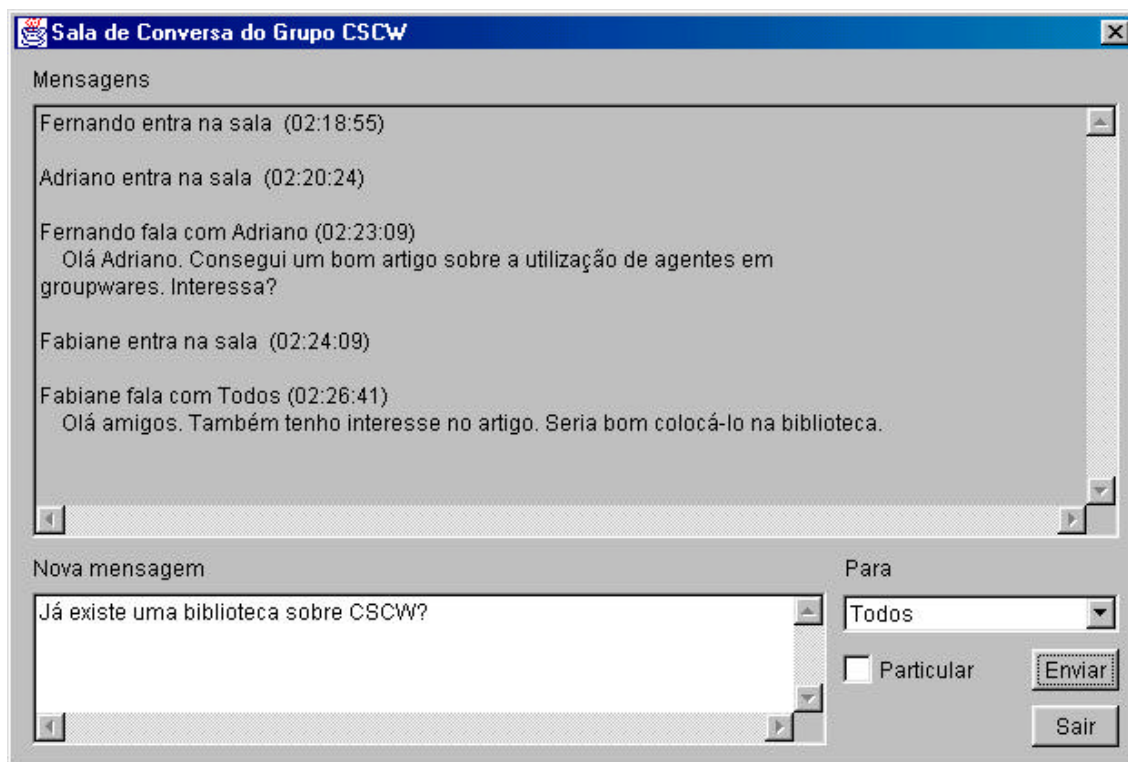 Sala de Conversa do Grupo CSCW
Mensagens
Fernando entra na sala (02:18:55)
Adriano entra na sala (02:20:24)
Fernando fala com Adriano (02:23:09)
Olá Adriano. Consegui um bom artigo sobre a utilização de agentes em
groupwares. Interessa?
Fabiane entra na sala (02:24:09)
Fabiane fala com Todos (02:26:41)
Olá amigos. Também tenho interesse no artigo. Seria bom colocá-lo na biblioteca.
Nova mensagem
Para
Já existe uma biblioteca sobre CSCW?
Todos
Particular
Enviar
Sair